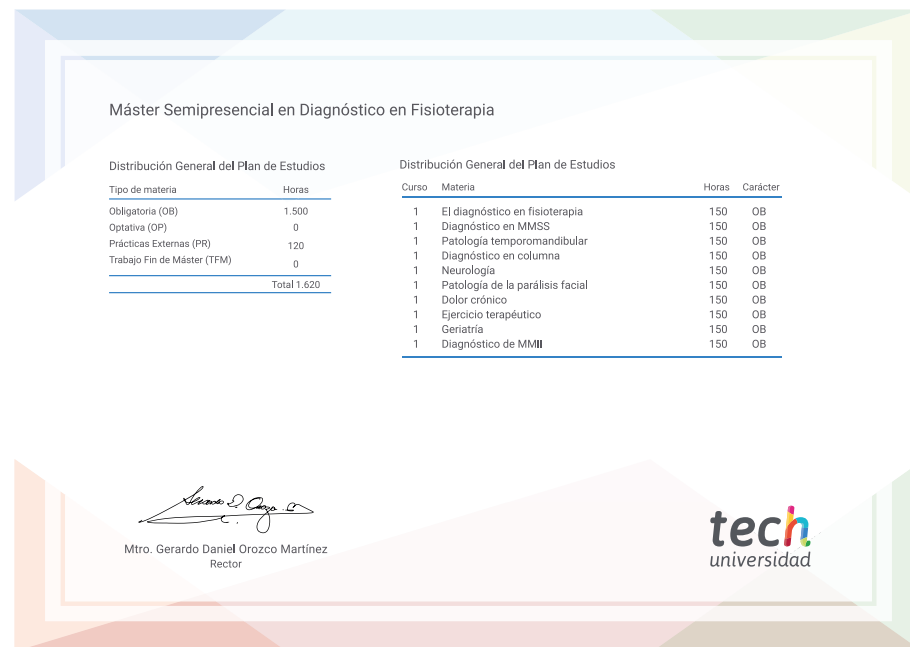 Máster Semipresencial en Diagnóstico en Fisioterapia
Distribución General del Plan de Estudios
Tipo de materia Horas
Obligatoria (OB) 1.500
Optativa (OP) 0
Prácticas Externas (PR) 120
Trabajo Fin de Máster (TFM) 0
Total 1.620
Distribución General del Plan de Estudios
Curso Materia Horas Carácter
1 El diagnóstico en fisioterapia 150 OB
1 Diagnóstico en MMSS 150 OB
1 Patología temporomandibular 150 OB
1 Diagnóstico en columna 150 OB
1 Neurología 150 OB
1 Patología de la parálisis facial 150 OB
1 Dolor crónico 150 OB
1 Ejercicio terapéutico 150 OB
1 Geriatría 150 OB
1 Diagnóstico de MMII 150 OB
Mtro. Gerardo Daniel Orozco Martínez
Rector
tech
universidad